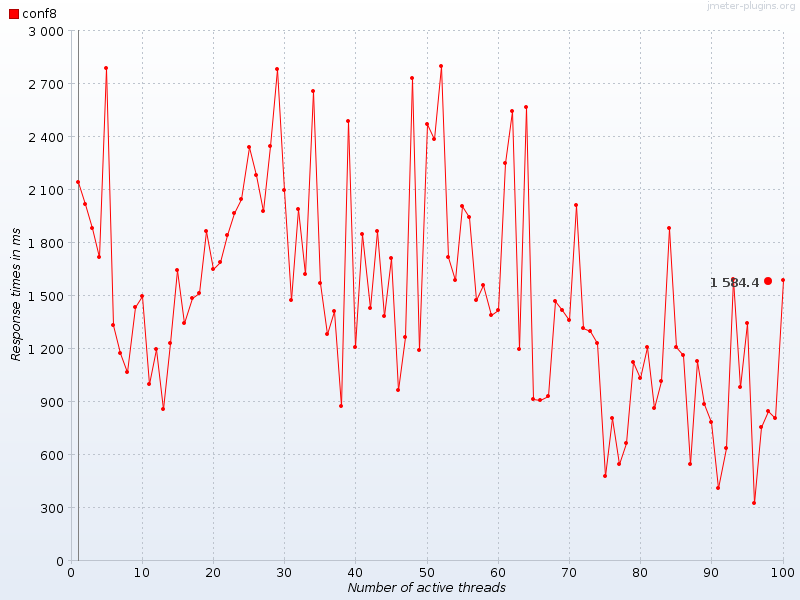 jmeter-plugins.org
conf8
3 000
2 700
2 400
2 100
1 800
1 500
1 200
900
600
300
0
Response times in ms
1 584.4
0 10 20 30 40 50 60 70 80 90 100
Number of active threads